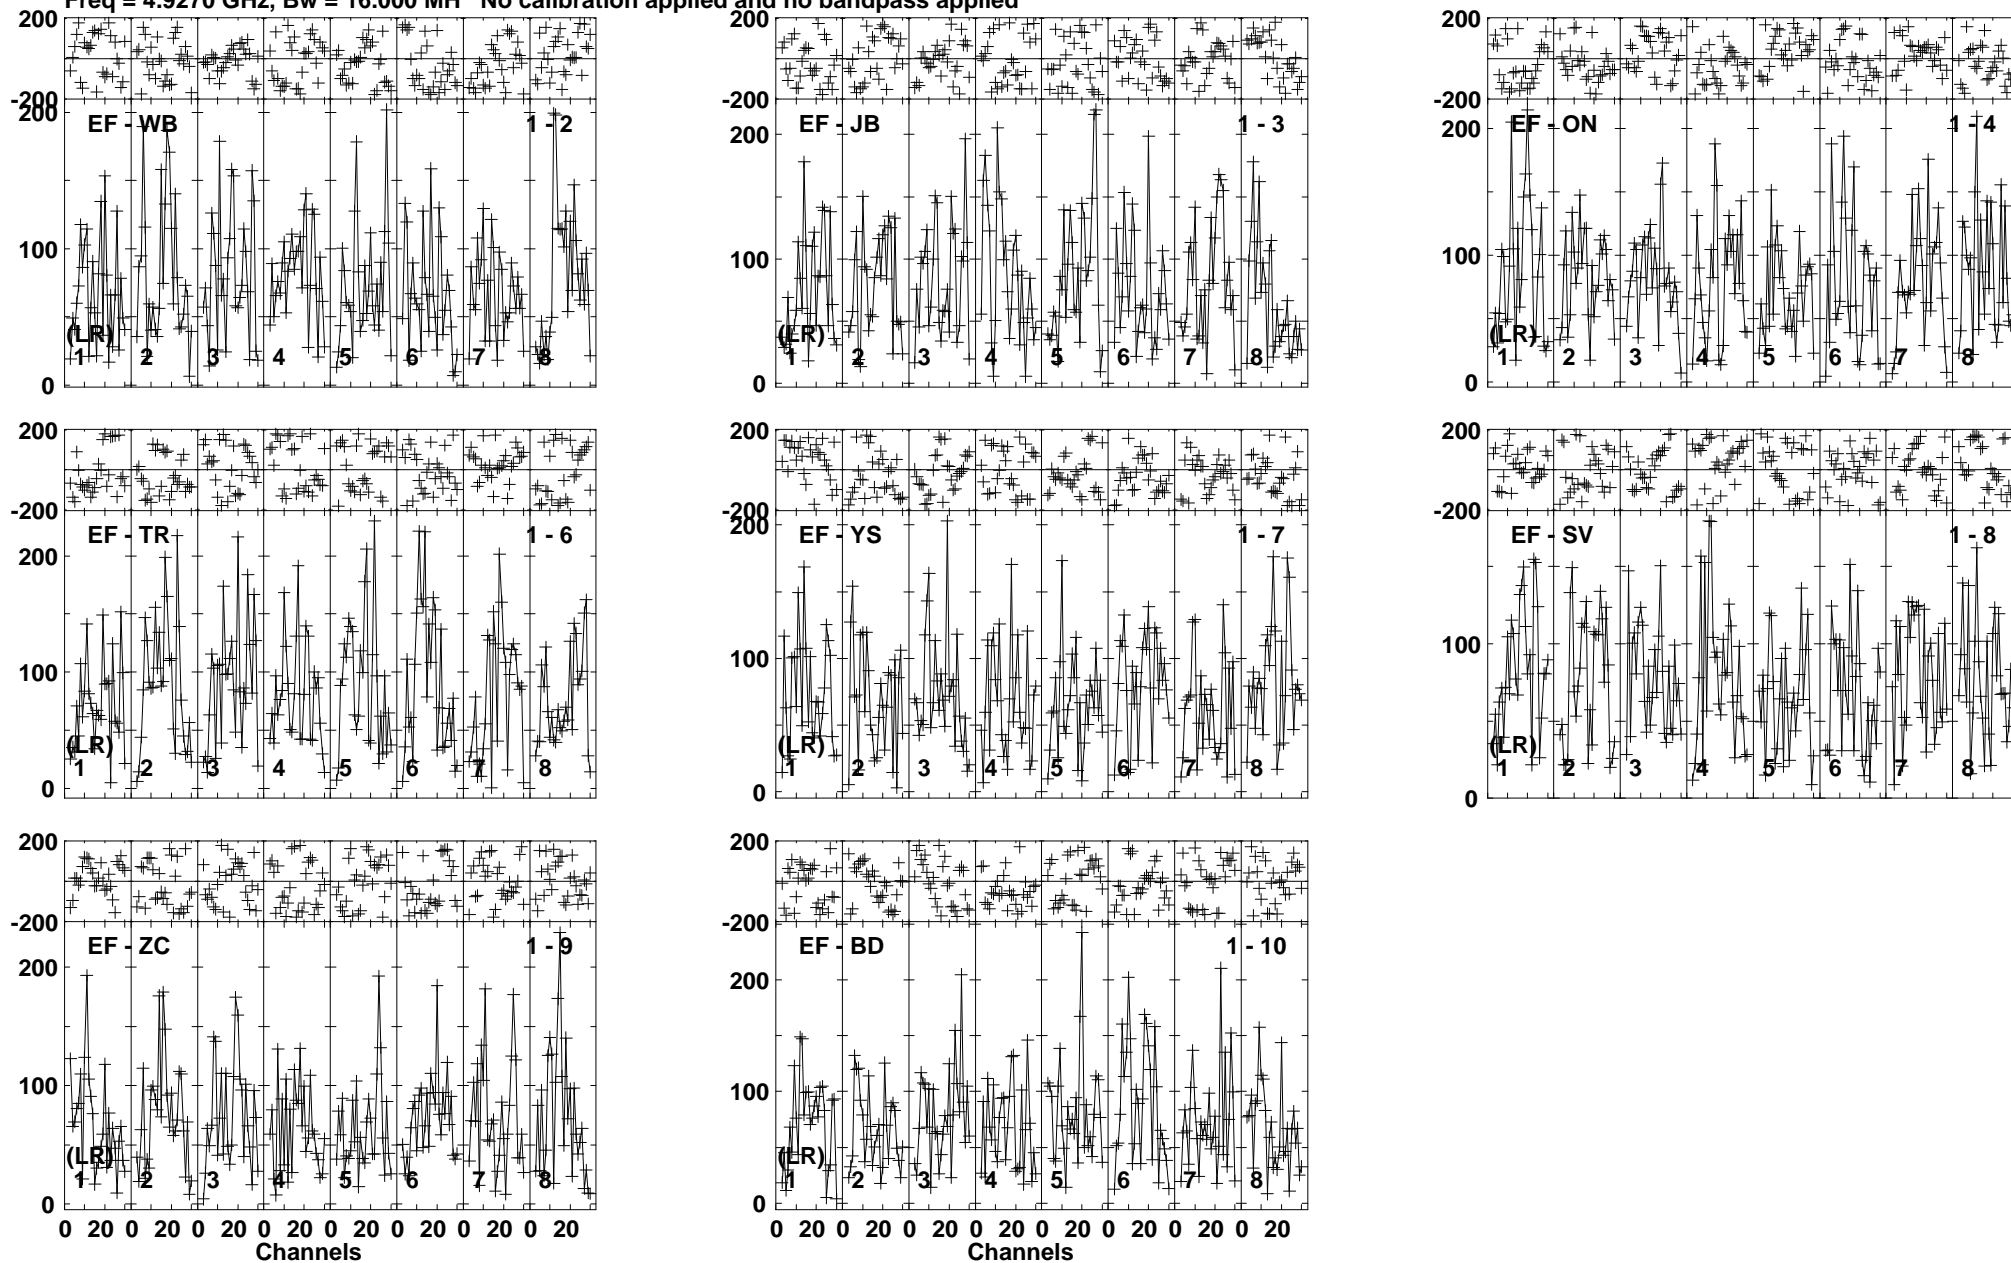 Freq = 4.9270 GHz, Bw = 16.000 MH No calibration applied and no bandpass applied
200 200 200
-200 -200 -200
EF - WB 1 - 2 EF - JB 1 - 3 EF - ON 1 - 4
200 200 200
100 100 100
(LR) (LR) (LR)
1 2 3 4 5 6 7 8 1 2 3 4 5 6 7 8 1 2 3 4 5 6 7 8
0 0 0
200 200 200
-200 -200 -200
EF - TR 1 - 6 EF - YS 1 - 7 EF - SV 1 - 8
200 200
100 100 100
(LR) (LR) (LR)
1 2 3 4 5 6 7 8 1 2 3 4 5 6 7 8 1 2 3 4 5 6 7 8
0 0 0
200 200
-200 -200
EF - ZC 1 - 9 EF - BD 1 - 10
200 200
100 100
(LR) (LR)
1 2 3 4 5 6 7 8 1 2 3 4 5 6 7 8
0 0
0 20 0 20 0 20 0 20 0 20 0 20 0 20 0 20 0 20 0 20 0 20 0 20 0 20 0 20 0 20 0 20
Channels Channels